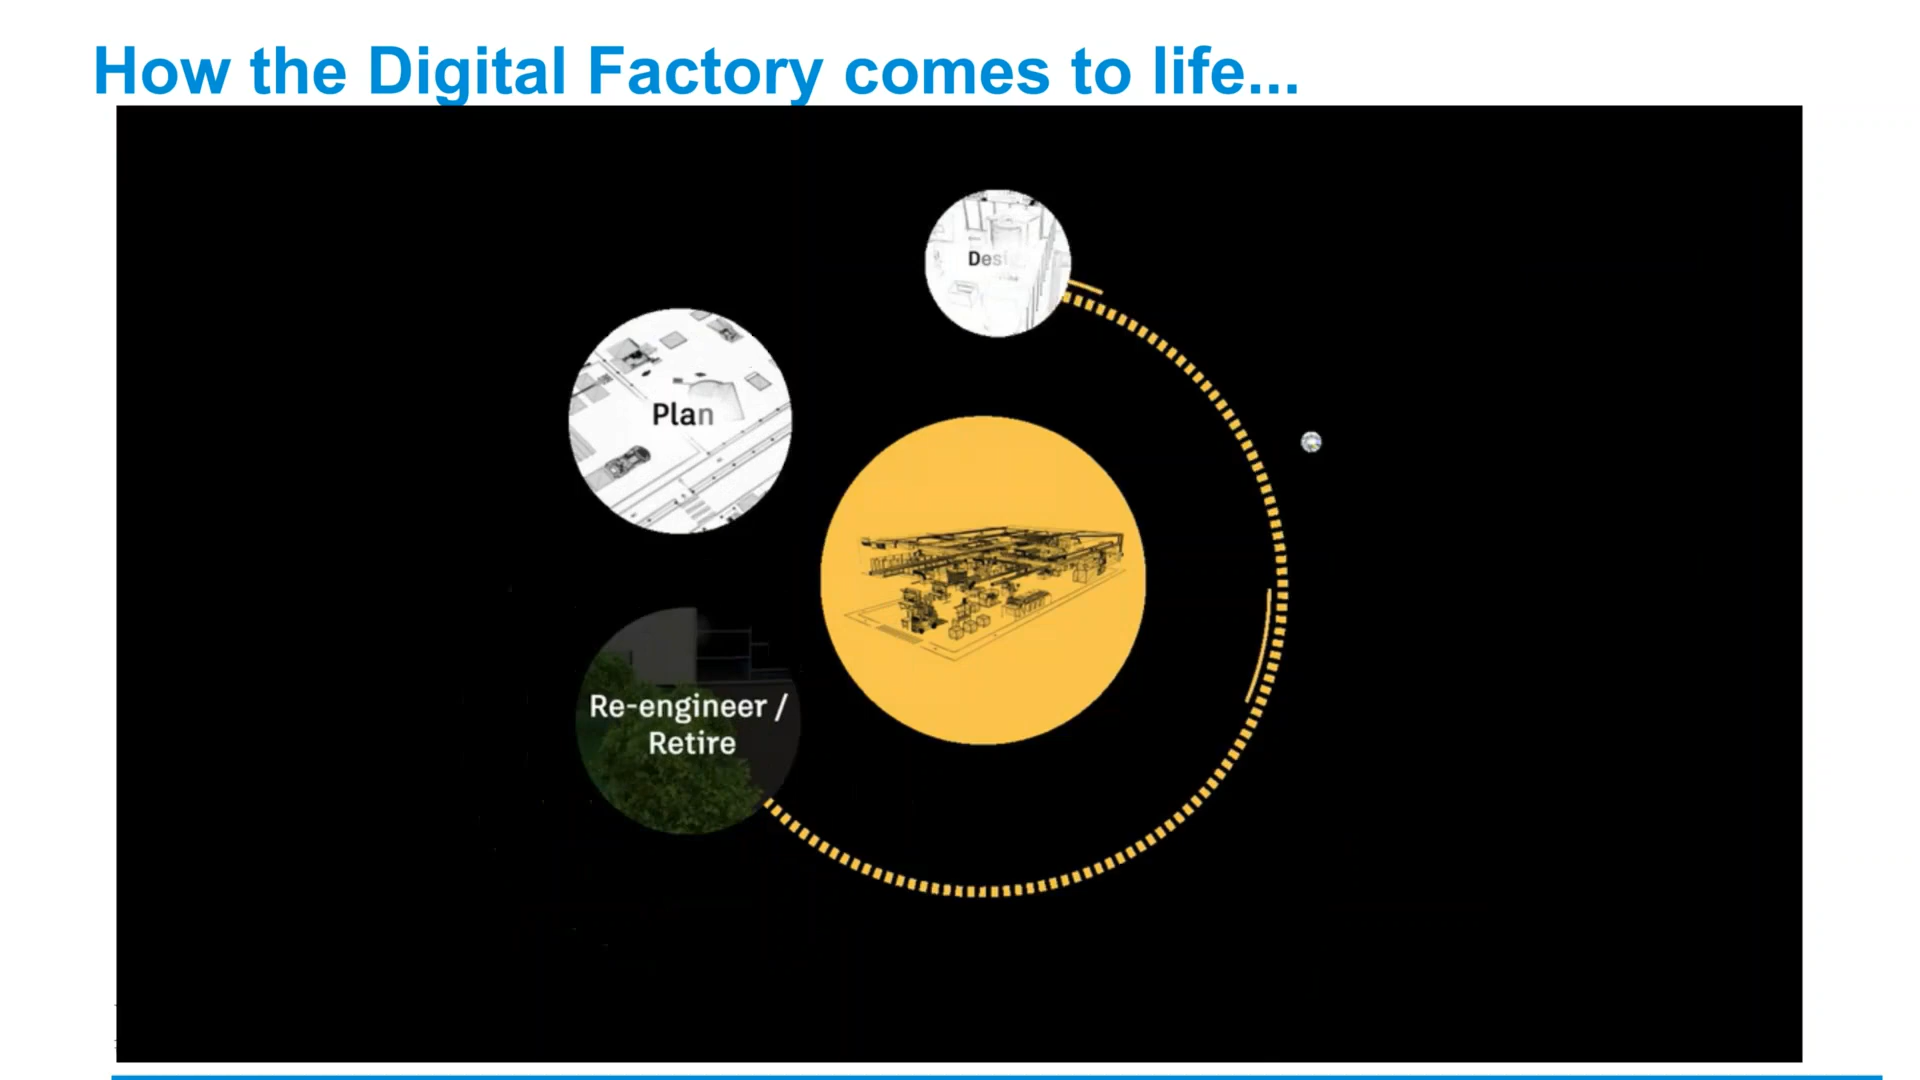 How the Digital Factory comes to life...
Plan
Re-engineer /
Retire